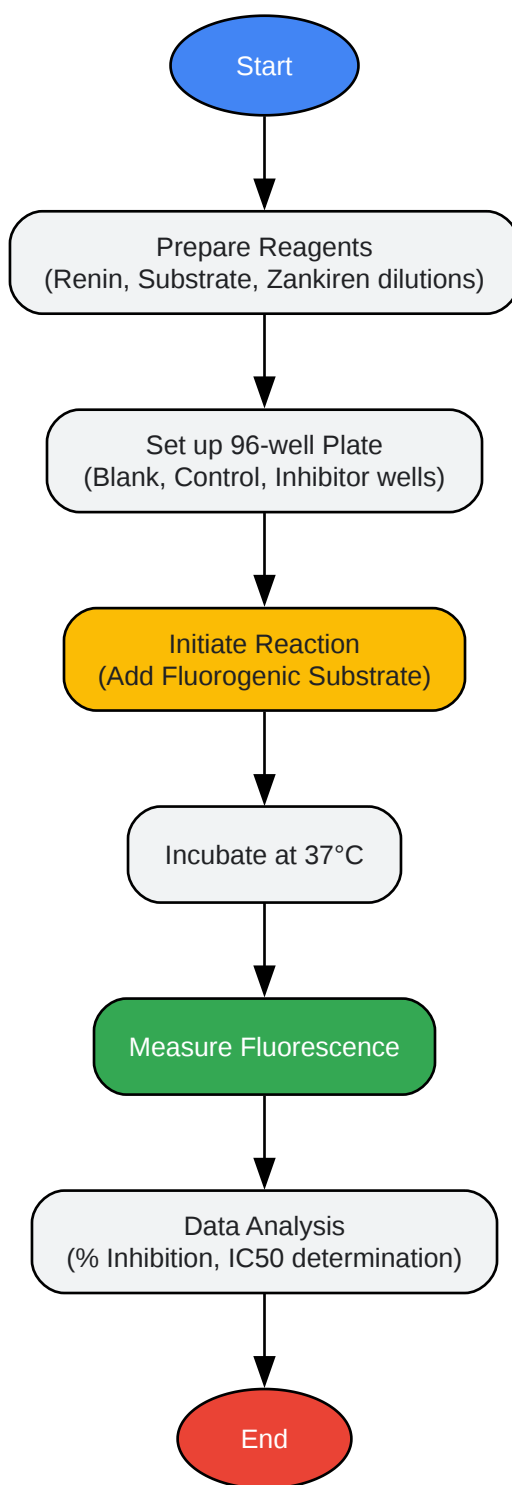 Start
Prepare Reagents
(Renin, Substrate, Zankiren dilutions)
Set up 96-well Plate
(Blank, Control, Inhibitor wells)
Initiate Reaction
(Add Fluorogenic Substrate)
Incubate at 37°C
Measure Fluorescence
Data Analysis
(% Inhibition, IC50 determination)
End